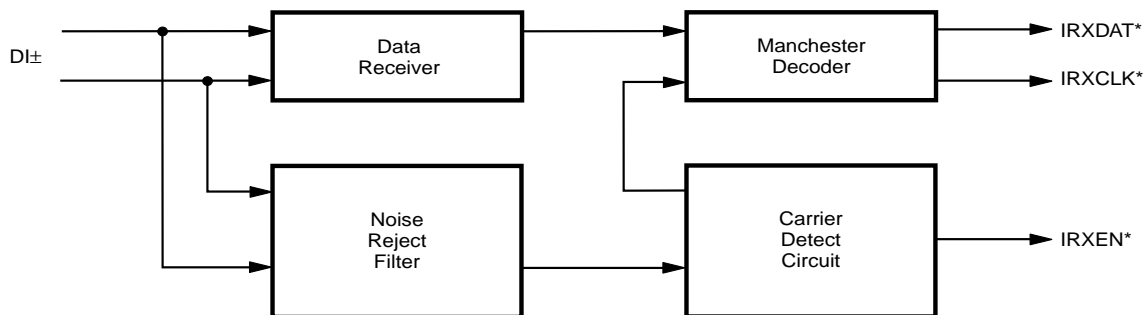 DI±
Data
Receiver
Manchester
Decoder
IRXDAT*
IRXCLK*
Noise
Reject
Filter
Carrier
Detect
Circuit
IRXEN*